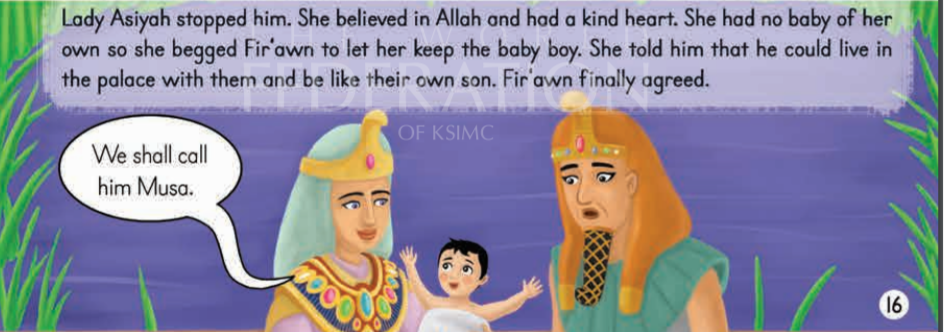 Lady Asiyah stopped him. She believed in Allah and had a kind heart. She had no baby of her
own so she begged Fir'awn to let her keep the baby boy. She told him that he could live in
the palace with them and be like their own son. Fir'awn finally agreed.
THE WORLD
FEDERATION
OF KSIMC
We shall call
him Musa.
16